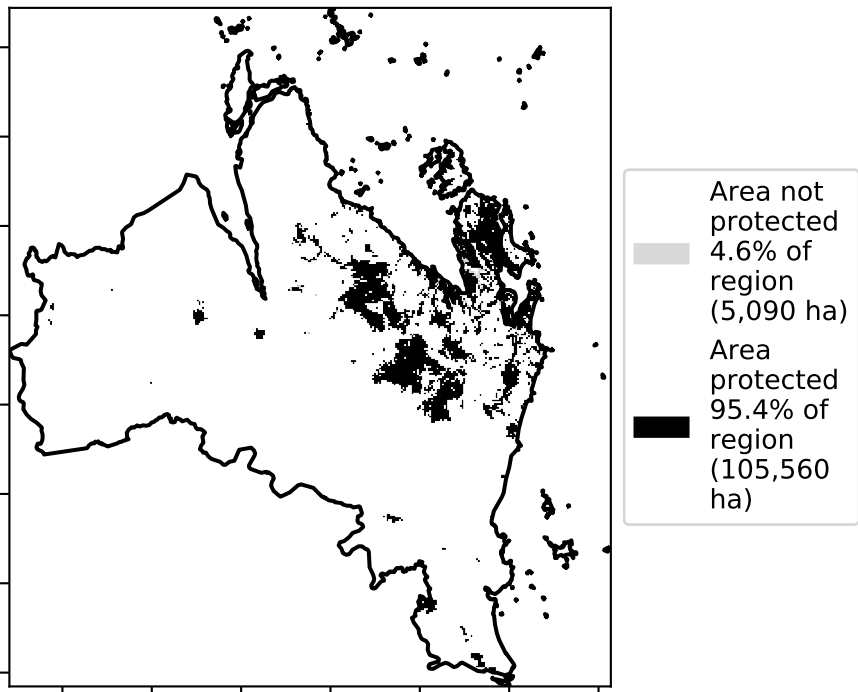 Area not
protected
4.6% of
region
(5,090 ha)
Area
protected
95.4% of
region
(105,560
ha)